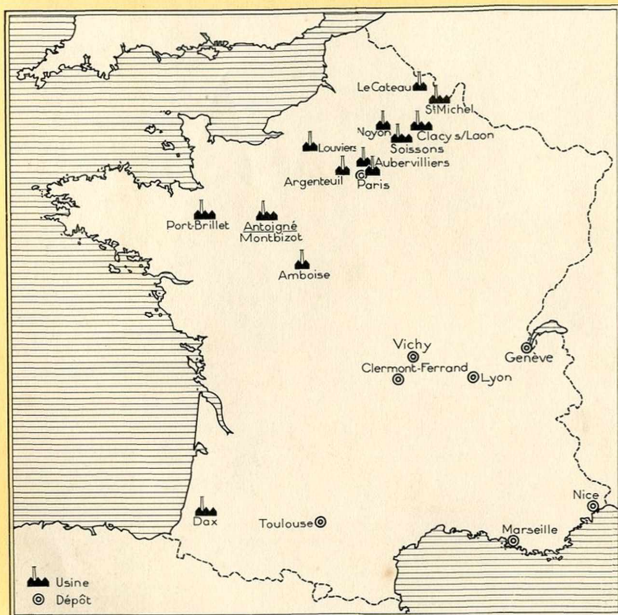 Le Cateau
St Michel
Noyon
Clacy s/Laon
Louviers
Soissons
Aubervilliers
Argenteuil
Paris
Port-Brillet
Antoigné
Montbizot
Amboise
Vichy
Genève
Clermont-Ferrand
Lyon
Nice
Dax
Toulouse
Marseille
Usine
Dépôt